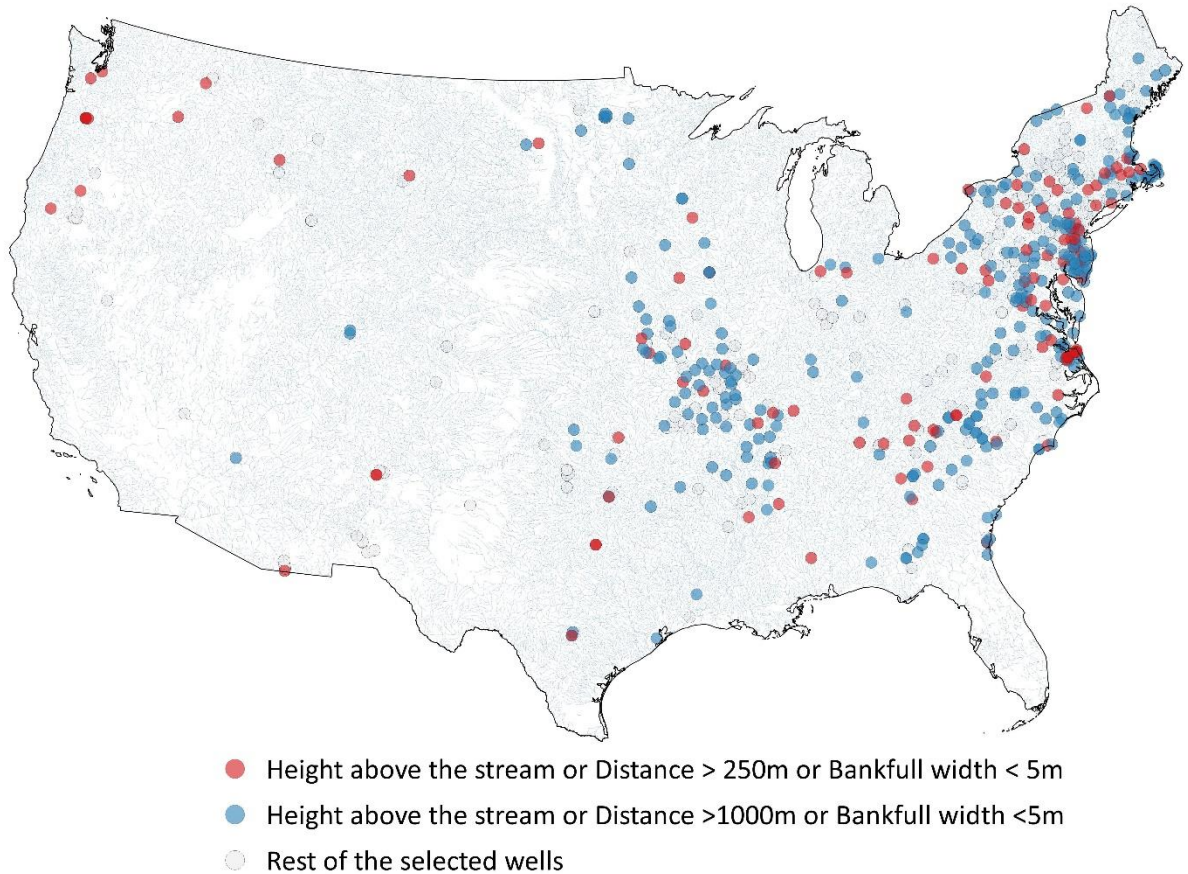 Height above the stream or Distance > 250m or Bankfull width < 5m
Height above the stream or Distance >1000m or Bankfull width <5m
Rest of the selected wells